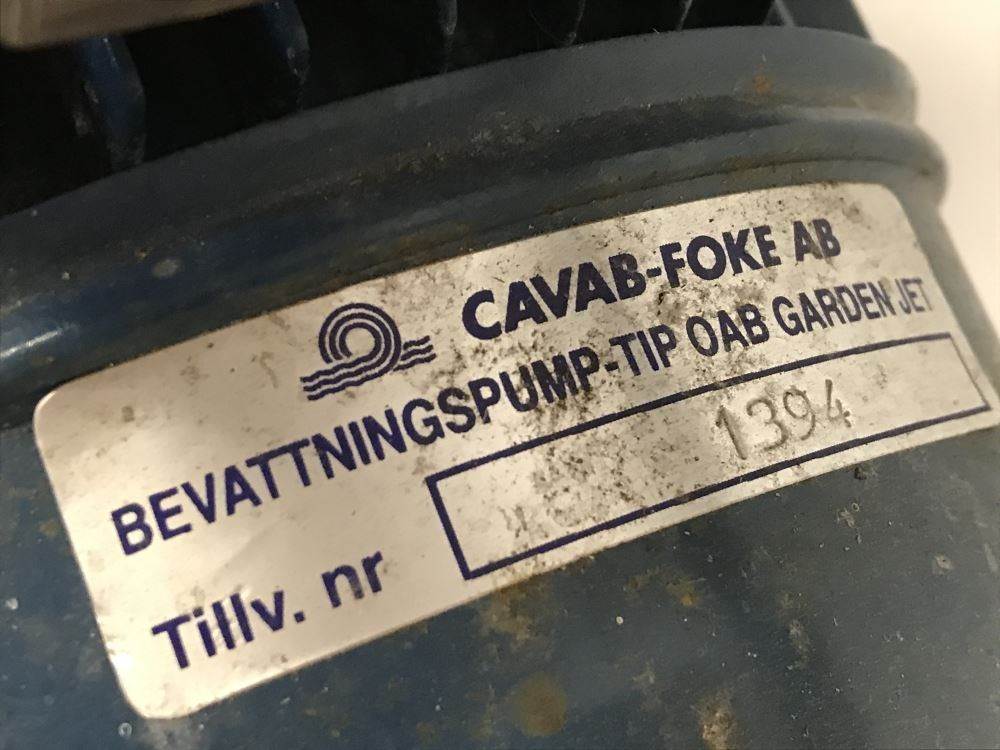 CAVAB-FOKE AB
BEVATTNINGSPUMP-TIP OAB GARDEN JET
Tillv. nr 1394